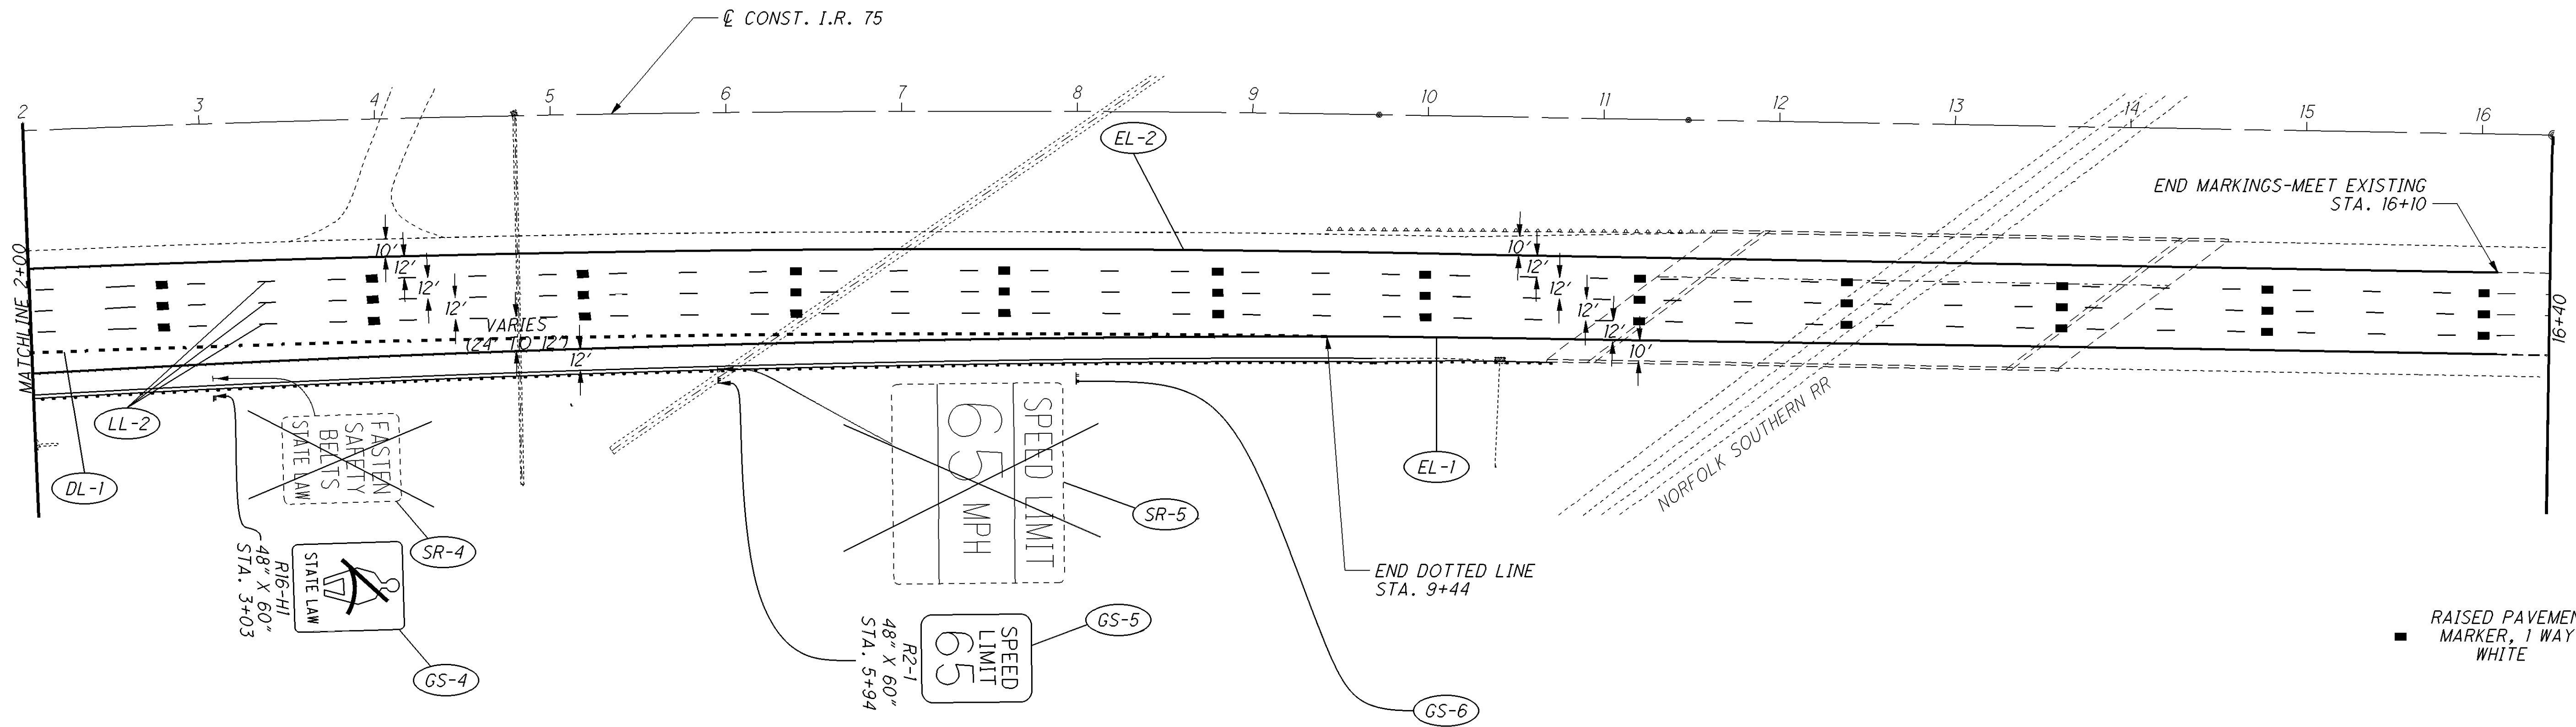 ℄ CONST. I.R. 75
2
3
4
5
6
7
8
9
10
11
12
13
14
15
16
EL-2
END MARKINGS-MEET EXISTING
STA. 16+10
MATCHLINE 2+00
10'
12'
12'
12'
VARIES
(24' TO 12')
12'
10'
12'
12'
12'
12'
10'
16+40
LL-2
DL-1
FASTEN
SAFETY
BELTS
STATE LAW
SR-4
STATE LAW
R16-H1
48" X 60"
STA. 3+03
GS-4
SPEED LIMIT
65
MPH
SR-5
SPEED
LIMIT
65
R2-1
48" X 60"
STA. 5+94
GS-5
GS-6
EL-1
END DOTTED LINE
STA. 9+44
NORFOLK SOUTHERN RR
RAISED PAVEMEN
MARKER, 1 WAY
WHITE